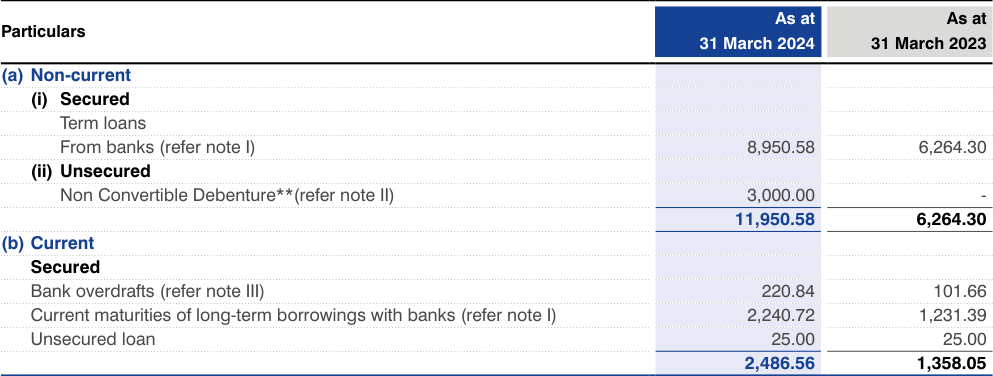 Particulars As at 31 March 2024 As at 31 March 2023
(a) Non-current
(i) Secured
Term loans
From banks (refer note I) 8,950.58 6,264.30
(ii) Unsecured
Non Convertible Debenture**(refer note II) 3,000.00 -
11,950.58 6,264.30
(b) Current
Secured
Bank overdrafts (refer note III) 220.84 101.66
Current maturities of long-term borrowings with banks (refer note I) 2,240.72 1,231.39
Unsecured loan 25.00 25.00
2,486.56 1,358.05